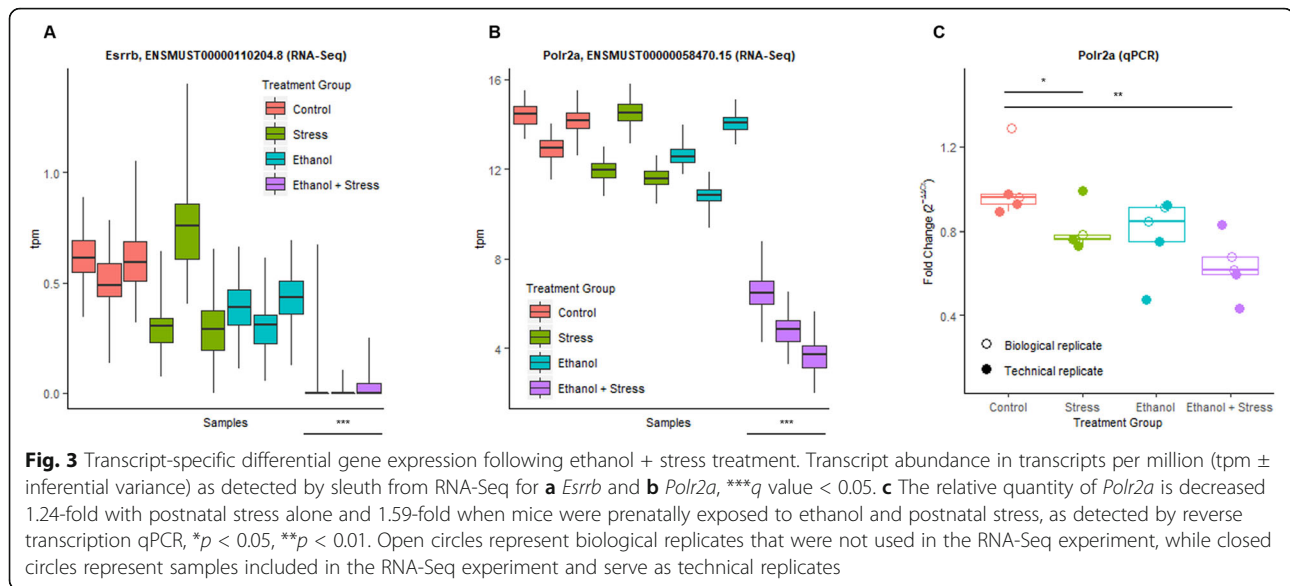 A
Esrrb, ENSMUST00000110204.8 (RNA-Seq)
Treatment Group
Control
Stress
Ethanol
Ethanol + Stress
1.0
0.5
0.0
tpm
Samples
***
B
Polr2a, ENSMUST00000058470.15 (RNA-Seq)
16
12
8
4
tpm
Treatment Group
Control
Stress
Ethanol
Ethanol + Stress
Samples
***
C
Polr2a (qPCR)
*
**
1.2
0.8
0.4
Fold Change (2^-ΔΔCt)
Biological replicate
Technical replicate
Control Stress Ethanol Ethanol + Stress
Treatment Group
Fig. 3 Transcript-specific differential gene expression following ethanol + stress treatment. Transcript abundance in transcripts per million (tpm ±
inferential variance) as detected by sleuth from RNA-Seq for a Esrrb and b Polr2a, ***q value < 0.05. c The relative quantity of Polr2a is decreased
1.24-fold with postnatal stress alone and 1.59-fold when mice were prenatally exposed to ethanol and postnatal stress, as detected by reverse
transcription qPCR, *p < 0.05, **p < 0.01. Open circles represent biological replicates that were not used in the RNA-Seq experiment, while closed
circles represent samples included in the RNA-Seq experiment and serve as technical replicates